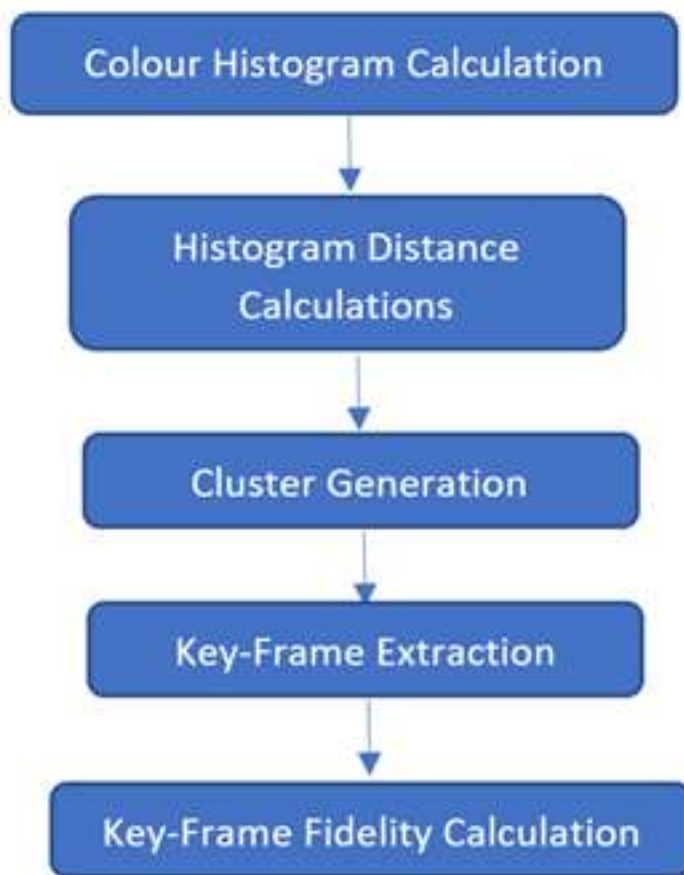 Colour Histogram Calculation
Histogram Distance
Calculations
Cluster Generation
Key-Frame Extraction
Key-Frame Fidelity Calculation